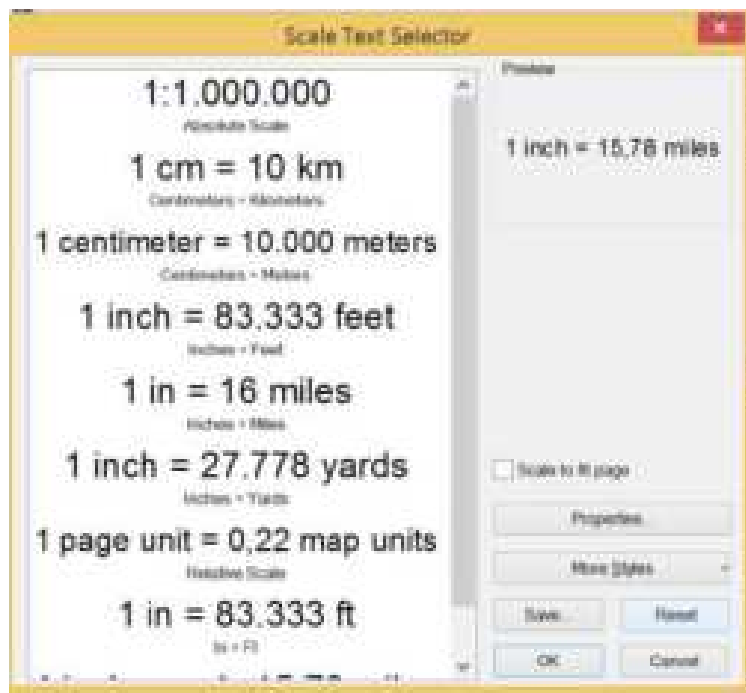 Scale Text Selector
1:1.000.000
Absolute Scale
1 cm = 10 km
Centimeters = Kilometers
1 centimeter = 10.000 meters
Centimeters = Meters
1 inch = 83.333 feet
Inches = Feet
1 in = 16 miles
Inches = Miles
1 inch = 27.778 yards
Inches = Yards
1 page unit = 0,22 map units
Relative Scale
1 in = 83.333 ft
In = Ft
Preview
1 inch = 15,78 miles
Scale to fit page
Properties...
More Styles
Save...
Reset
OK
Cancel